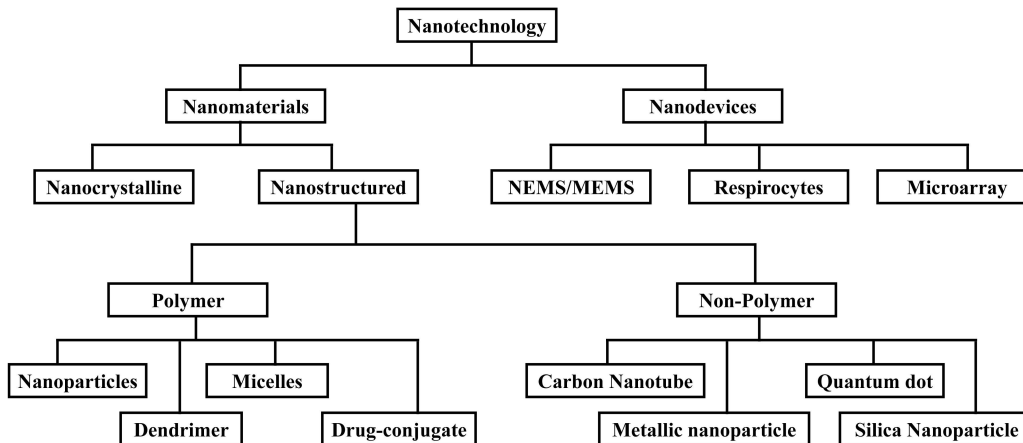 Nanotechnology
Nanomaterials
Nanodevices
Nanocrystalline
Nanostructured
NEMS/MEMS
Respirocytes
Microarray
Polymer
Non-Polymer
Nanoparticles
Micelles
Carbon Nanotube
Quantum dot
Dendrimer
Drug-conjugate
Metallic nanoparticle
Silica Nanoparticle